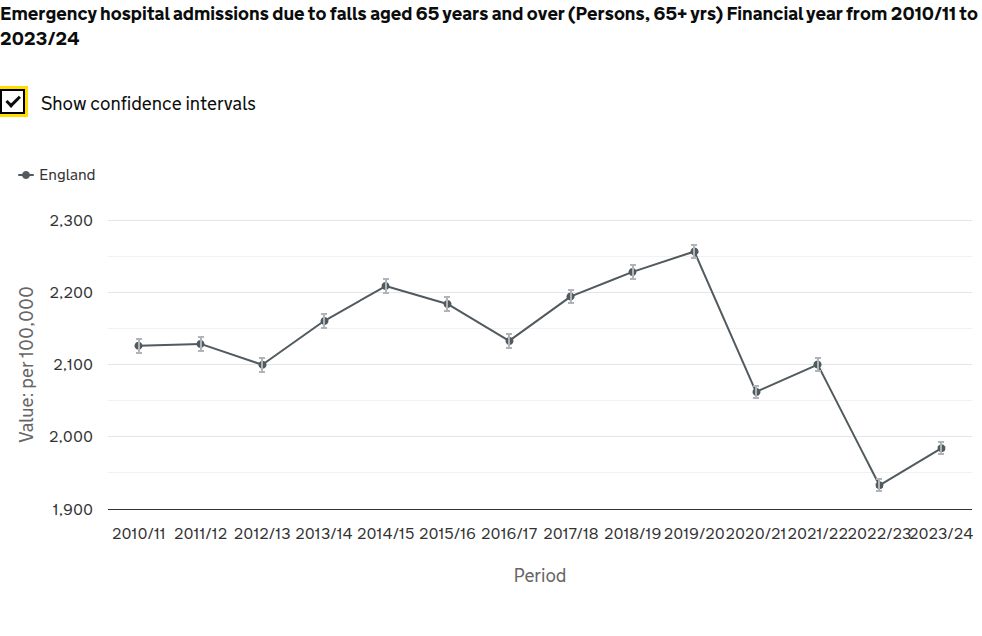 Emergency hospital admissions due to falls aged 65 years and over (Persons, 65+ yrs) Financial year from 2010/11 to
2023/24
Show confidence intervals
England
2,300
2,200
2,100
2,000
1,900
Value: per 100,000
2010/11 2011/12 2012/13 2013/14 2014/15 2015/16 2016/17 2017/18 2018/19 2019/20 2020/21 2021/22 2022/23 2023/24
Period